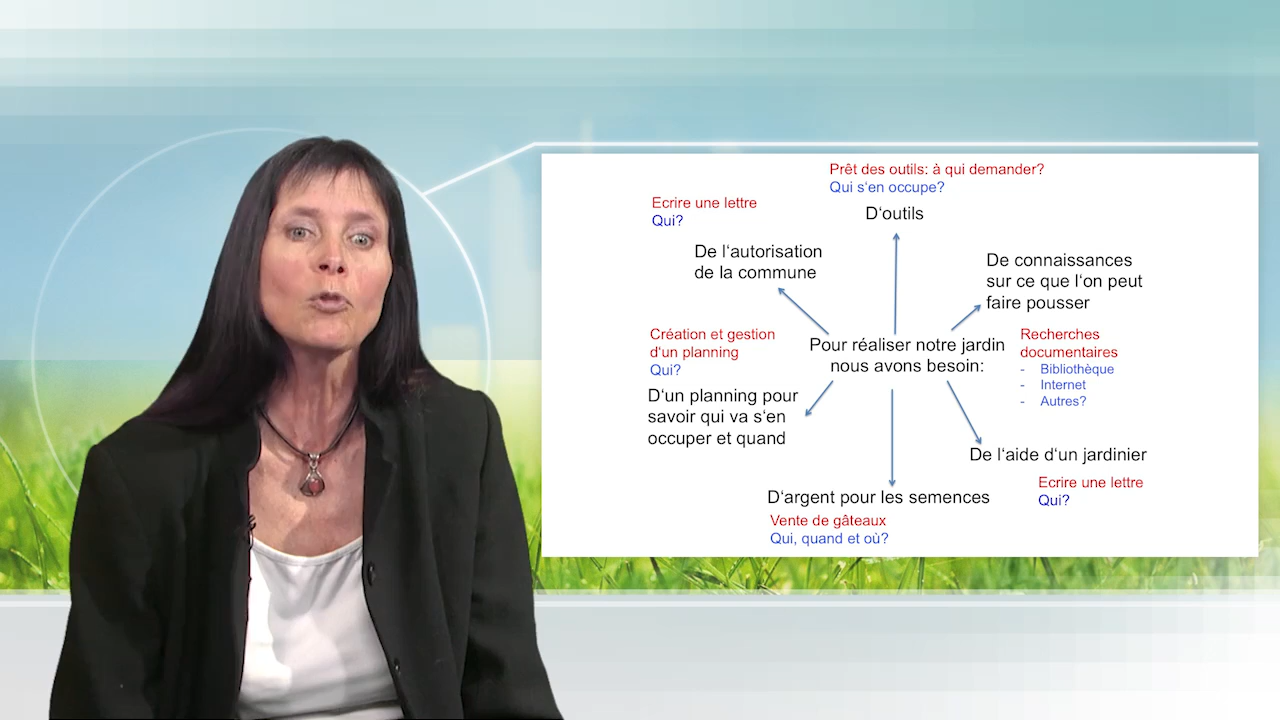 Prêt des outils: à qui demander?
Qui s'en occupe?
D'outils
Ecrire une lettre
Qui?
De l'autorisation
de la commune
De connaissances
sur ce que l'on peut
faire pousser
Recherches
documentaires
- Bibliothèque
- Internet
- Autres?
Création et gestion
d'un planning
Qui?
D'un planning pour
savoir qui va s'en
occuper et quand
Pour réaliser notre jardin
nous avons besoin:
De l'aide d'un jardinier
Ecrire une lettre
Qui?
D'argent pour les semences
Vente de gâteaux
Qui, quand et où?